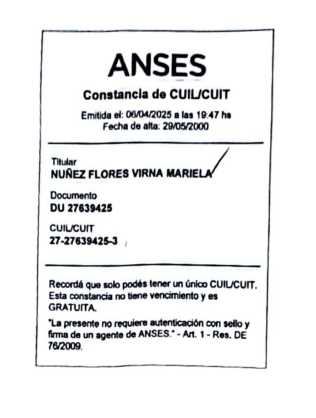 ANSES
Constancia de CUIL/CUIT
Emitida el: 06/04/2025 a las 19:47 hs
Fecha de alta: 29/05/2000
Titular
NUÑEZ FLORES VIRNA MARIELA
Documento
DU 27639425
CUIL/CUIT
27-27639425-3
Recordá que solo podés tener un único CUIL/CUIT.
Esta constancia no tiene vencimiento y es
GRATUITA.
"La presente no requiere autenticación con sello y
firma de un agente de ANSES." - Art. 1 - Res. DE
76/2009.